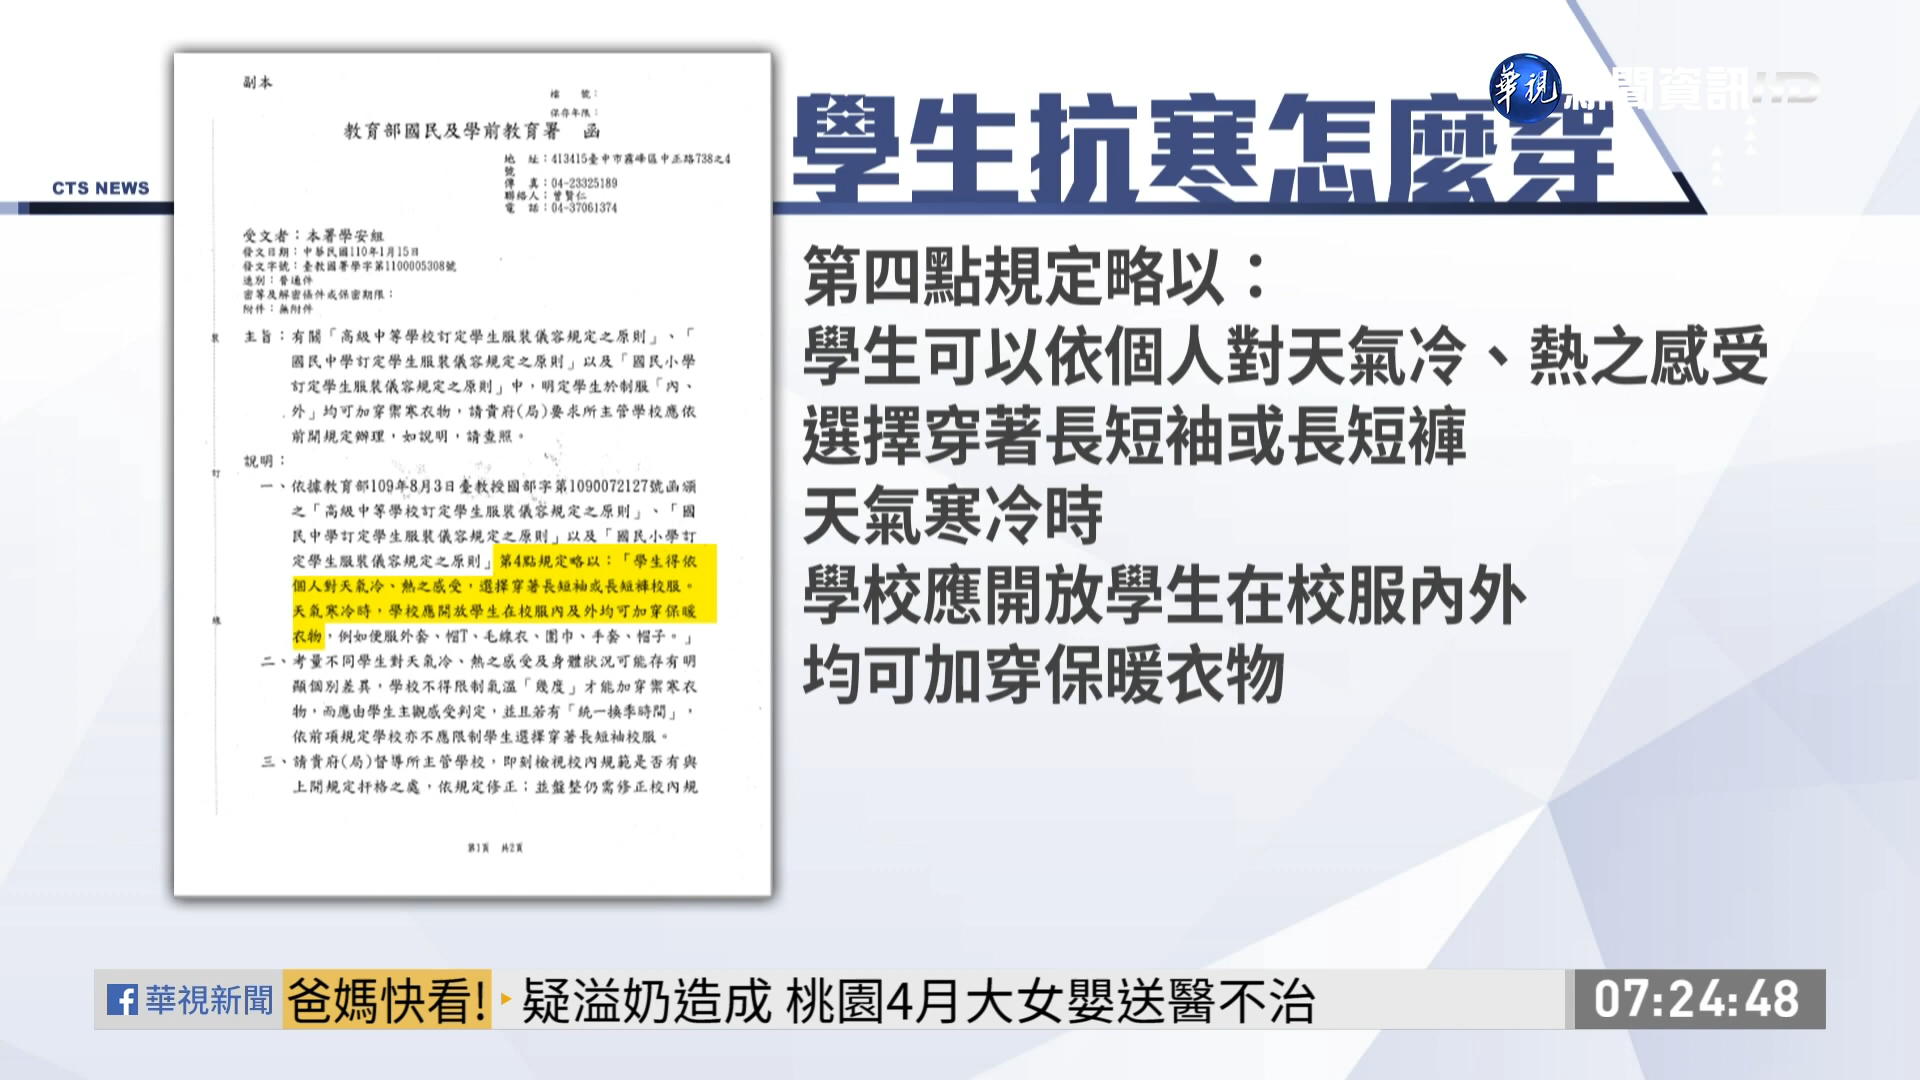 副本
檔　號：
保存年限：
教育部國民及學前教育署　函
地　址：413415臺中市霧峰區中正路738之4
號
傳　真：04-23325189
聯絡人：曾賢仁
電　話：04-37061374
受文者：本署學安組
發文日期：中華民國110年1月15日
發文字號：臺教國署學字第1100005308號
速別：普通件
密等及解密條件或保密期限：
附件：無附件
主旨：有關「高級中等學校訂定學生服裝儀容規定之原則」、「
國民中學訂定學生服裝儀容規定之原則」以及「國民小學
訂定學生服裝儀容規定之原則」中，明定學生於制服「內、
外」均可加穿禦寒衣物，請貴府(局)要求所主管學校應依
前開規定辦理，如說明，請查照。
說明：
一、依據教育部109年8月3日臺教授國部字第1090072127號函頒
之「高級中等學校訂定學生服裝儀容規定之原則」、「國
民中學訂定學生服裝儀容規定之原則」以及「國民小學訂
定學生服裝儀容規定之原則」第4點規定略以：「學生得依
個人對天氣冷、熱之感受，選擇穿著長短袖或長短褲校服。
天氣寒冷時，學校應開放學生在校服內及外均可加穿保暖
衣物，例如便服外套、帽T、毛線衣、圍巾、手套、帽子。」
二、考量不同學生對天氣冷、熱之感受及身體狀況可能存有明
顯個別差異，學校不得限制氣溫「幾度」才能加穿禦寒衣
物，而應由學生主觀感受判定，並且若有「統一換季時間」，
依前項規定學校亦不應限制學生選擇穿著長短袖校服。
三、請貴府(局)督導所主管學校，即刻檢視校內規範是否有與
上開規定扞格之處，依規定修正；並盤整仍需修正校內規
裝
訂
線
第1頁　共2頁
CTS NEWS
學生抗寒怎麼穿
華視新聞資訊HD
第四點規定略以：
學生可以依個人對天氣冷、熱之感受
選擇穿著長短袖或長短褲
天氣寒冷時
學校應開放學生在校服內外
均可加穿保暖衣物
華視新聞 爸媽快看! 疑溢奶造成 桃園4月大女嬰送醫不治
07:24:48